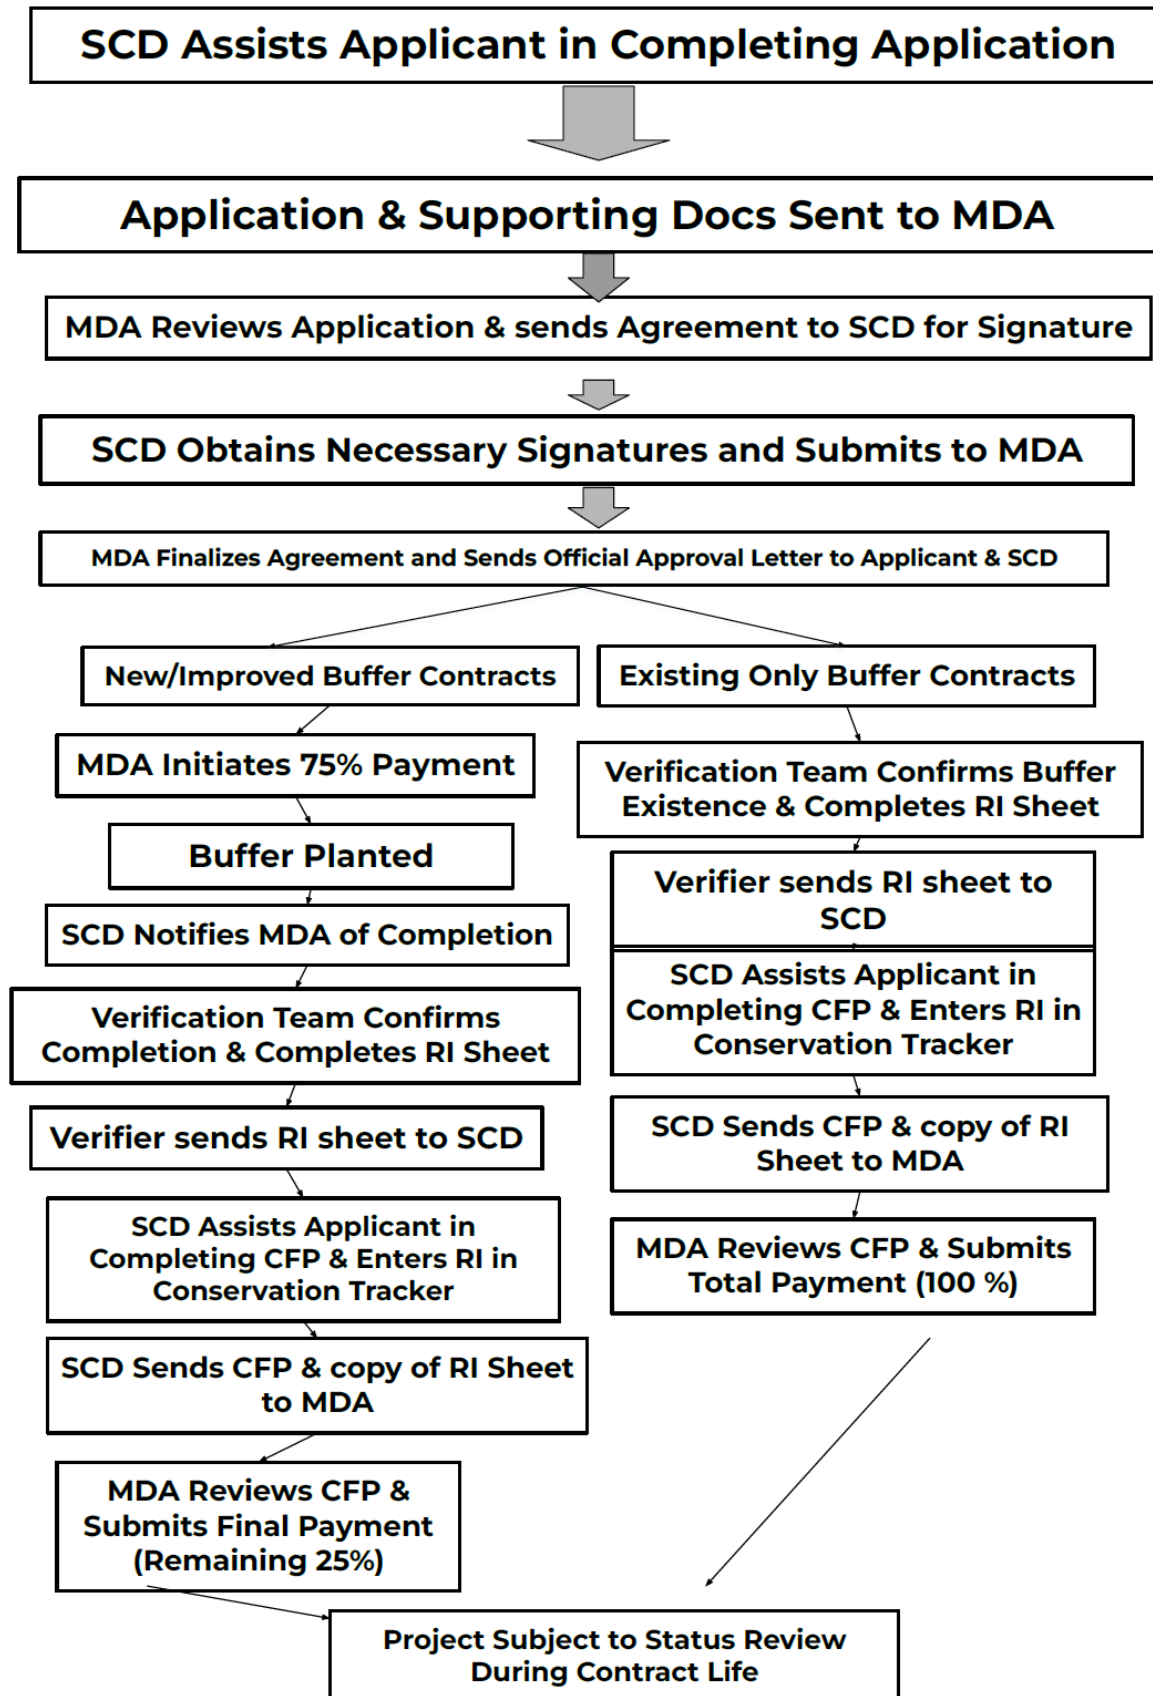 SCD Assists Applicant in Completing Application
Application & Supporting Docs Sent to MDA
MDA Reviews Application & sends Agreement to SCD for Signature
SCD Obtains Necessary Signatures and Submits to MDA
MDA Finalizes Agreement and Sends Official Approval Letter to Applicant & SCD
New/Improved Buffer Contracts
MDA Initiates 75% Payment
Buffer Planted
SCD Notifies MDA of Completion
Verification Team Confirms
Completion & Completes RI Sheet
Verifier sends RI sheet to SCD
SCD Assists Applicant in
Completing CFP & Enters RI in
Conservation Tracker
SCD Sends CFP & copy of RI Sheet
to MDA
MDA Reviews CFP &
Submits Final Payment
(Remaining 25%)
Existing Only Buffer Contracts
Verification Team Confirms Buffer
Existence & Completes RI Sheet
Verifier sends RI sheet to
SCD
SCD Assists Applicant in
Completing CFP & Enters RI in
Conservation Tracker
SCD Sends CFP & copy of RI
Sheet to MDA
MDA Reviews CFP & Submits
Total Payment (100 %)
Project Subject to Status Review
During Contract Life